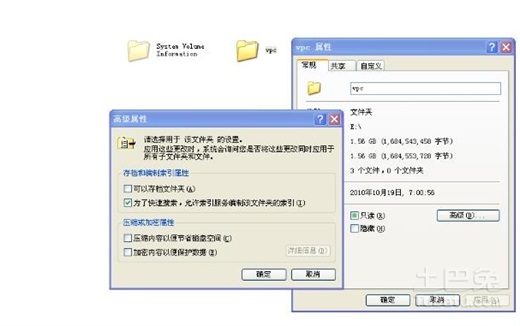 System Volume
Information
vpc
vpc 属性
常规
共享
自定义
vpc
文件夹
E:\
1.56 GB (1,684,543,458 字节)
1.56 GB (1,684,553,728 字节)
3 个文件,0 个文件夹
2010年10月19日, 7:00:56
只读(R)
高级(D)...
隐藏(H)
确定
取消
高级属性
请选择用于 该文件夹 的设置。
应用这些更改时,系统会询问您是否将这些更改同时应用于
所有子文件夹和文件。
存档和编制索引属性
可以存档文件夹(A)
为了快速搜索,允许索引服务编制该文件夹的索引(I)
压缩或加密属性
压缩内容以便节省磁盘空间(C)
加密内容以便保护数据(E)
详细信息(D)
确定
取消
土巴兔